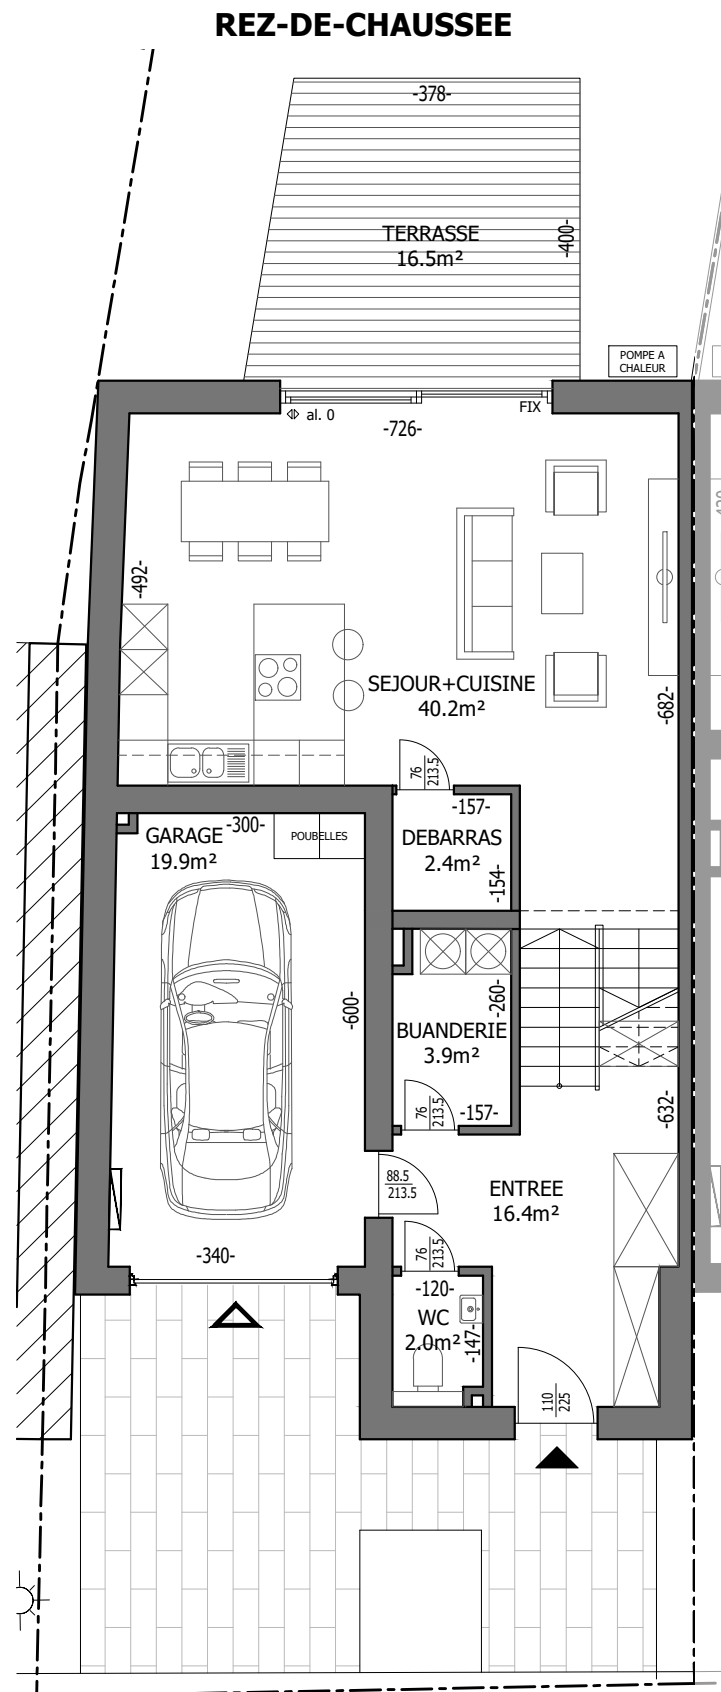 REZ-DE-CHAUSSEE
-378-
TERRASSE
16.5m²
-400-
POMPE A
CHALEUR
al. 0
FIX
-726-
-492-
SEJOUR+CUISINE
40.2m²
-682-
76
213.5
-157-
GARAGE
19.9m²
-300-
POUBELLES
DEBARRAS
2.4m²
-154-
-600-
-260-
BUANDERIE
3.9m²
76
213.5
-157-
-632-
88.5
213.5
ENTREE
16.4m²
76
213.5
-340-
-120-
WC
2.0m²
-147-
110
225